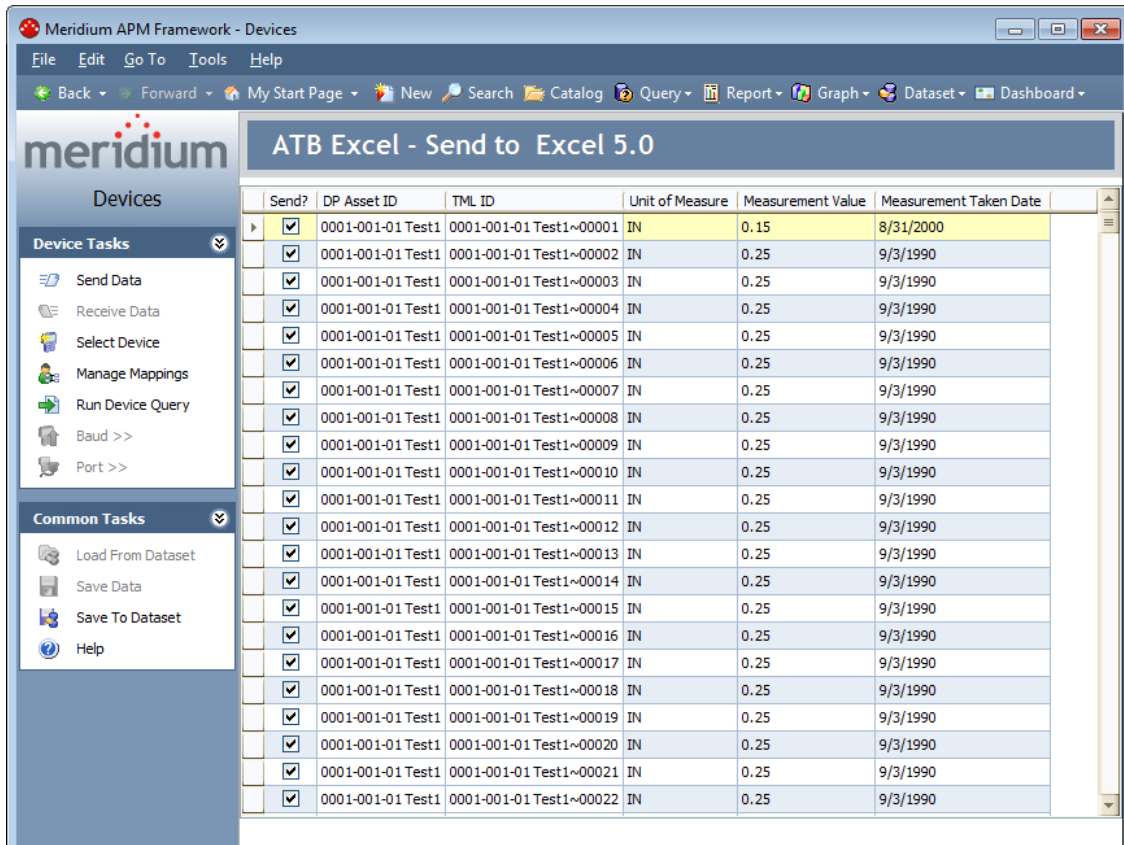 Meridium APM Framework - Devices
File Edit Go To Tools Help
Back Forward My Start Page New Search Catalog Query Report Graph Dataset Dashboard
meridium
ATB Excel - Send to Excel 5.0
Devices
Device Tasks
Send Data
Receive Data
Select Device
Manage Mappings
Run Device Query
Baud >>
Port >>
Common Tasks
Load From Dataset
Save Data
Save To Dataset
Help
Send? DP Asset ID TML ID Unit of Measure Measurement Value Measurement Taken Date
0001-001-01 Test1 0001-001-01 Test1~00001 IN 0.15 8/31/2000
0001-001-01 Test1 0001-001-01 Test1~00002 IN 0.25 9/3/1990
0001-001-01 Test1 0001-001-01 Test1~00003 IN 0.25 9/3/1990
0001-001-01 Test1 0001-001-01 Test1~00004 IN 0.25 9/3/1990
0001-001-01 Test1 0001-001-01 Test1~00005 IN 0.25 9/3/1990
0001-001-01 Test1 0001-001-01 Test1~00006 IN 0.25 9/3/1990
0001-001-01 Test1 0001-001-01 Test1~00007 IN 0.25 9/3/1990
0001-001-01 Test1 0001-001-01 Test1~00008 IN 0.25 9/3/1990
0001-001-01 Test1 0001-001-01 Test1~00009 IN 0.25 9/3/1990
0001-001-01 Test1 0001-001-01 Test1~00010 IN 0.25 9/3/1990
0001-001-01 Test1 0001-001-01 Test1~00011 IN 0.25 9/3/1990
0001-001-01 Test1 0001-001-01 Test1~00012 IN 0.25 9/3/1990
0001-001-01 Test1 0001-001-01 Test1~00013 IN 0.25 9/3/1990
0001-001-01 Test1 0001-001-01 Test1~00014 IN 0.25 9/3/1990
0001-001-01 Test1 0001-001-01 Test1~00015 IN 0.25 9/3/1990
0001-001-01 Test1 0001-001-01 Test1~00016 IN 0.25 9/3/1990
0001-001-01 Test1 0001-001-01 Test1~00017 IN 0.25 9/3/1990
0001-001-01 Test1 0001-001-01 Test1~00018 IN 0.25 9/3/1990
0001-001-01 Test1 0001-001-01 Test1~00019 IN 0.25 9/3/1990
0001-001-01 Test1 0001-001-01 Test1~00020 IN 0.25 9/3/1990
0001-001-01 Test1 0001-001-01 Test1~00021 IN 0.25 9/3/1990
0001-001-01 Test1 0001-001-01 Test1~00022 IN 0.25 9/3/1990